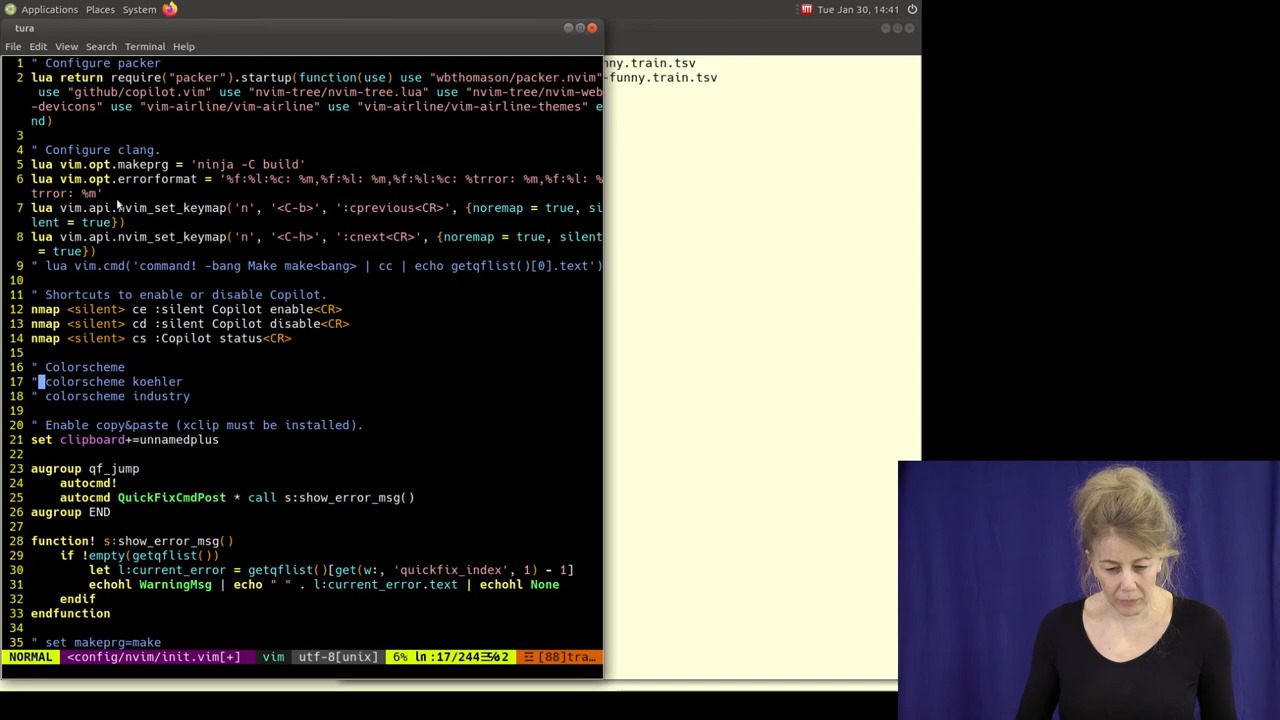 Applications Places System Tue Jan 30, 14:41
tura
File Edit View Search Terminal Help
1 " Configure packer
2 lua return require("packer").startup(function(use) use "wbthomason/packer.nvim"
use "github/copilot.vim" use "nvim-tree/nvim-tree.lua" use "nvim-tree/nvim-web
-devicons" use "vim-airline/vim-airline" use "vim-airline/vim-airline-themes" e
nd)
3
4 " Configure clang.
5 lua vim.opt.makeprg = 'ninja -C build'
6 lua vim.opt.errorformat = '%f:%l:%c: %m,%f:%l: %m,%f:%l:%c: %trror: %m,%f:%l: %
trror: %m'
7 lua vim.api.nvim_set_keymap('n', '<C-b>', ':cprevious<CR>', {noremap = true, si
lent = true})
8 lua vim.api.nvim_set_keymap('n', '<C-h>', ':cnext<CR>', {noremap = true, silent
= true})
9 " lua vim.cmd('command! -bang Make make<bang> | cc | echo getqflist()[0].text')
10
11 " Shortcuts to enable or disable Copilot.
12 nmap <silent> ce :silent Copilot enable<CR>
13 nmap <silent> cd :silent Copilot disable<CR>
14 nmap <silent> cs :Copilot status<CR>
15
16 " Colorscheme
17 " colorscheme koehler
18 " colorscheme industry
19
20 " Enable copy&paste (xclip must be installed).
21 set clipboard+=unnamedplus
22
23 augroup qf_jump
24 autocmd!
25 autocmd QuickFixCmdPost * call s:show_error_msg()
26 augroup END
27
28 function! s:show_error_msg()
29 if !empty(getqflist())
30 let l:current_error = getqflist()[get(w:, 'quickfix_index', 1) - 1]
31 echohl WarningMsg | echo " " . l:current_error.text | echohl None
32 endif
33 endfunction
34
35 " set makeprg=make
NORMAL <config/nvim/init.vim[+] vim utf-8[unix] 6% ln:17/244 ☰[88]tra…
nny.train.tsv
-funny.train.tsv